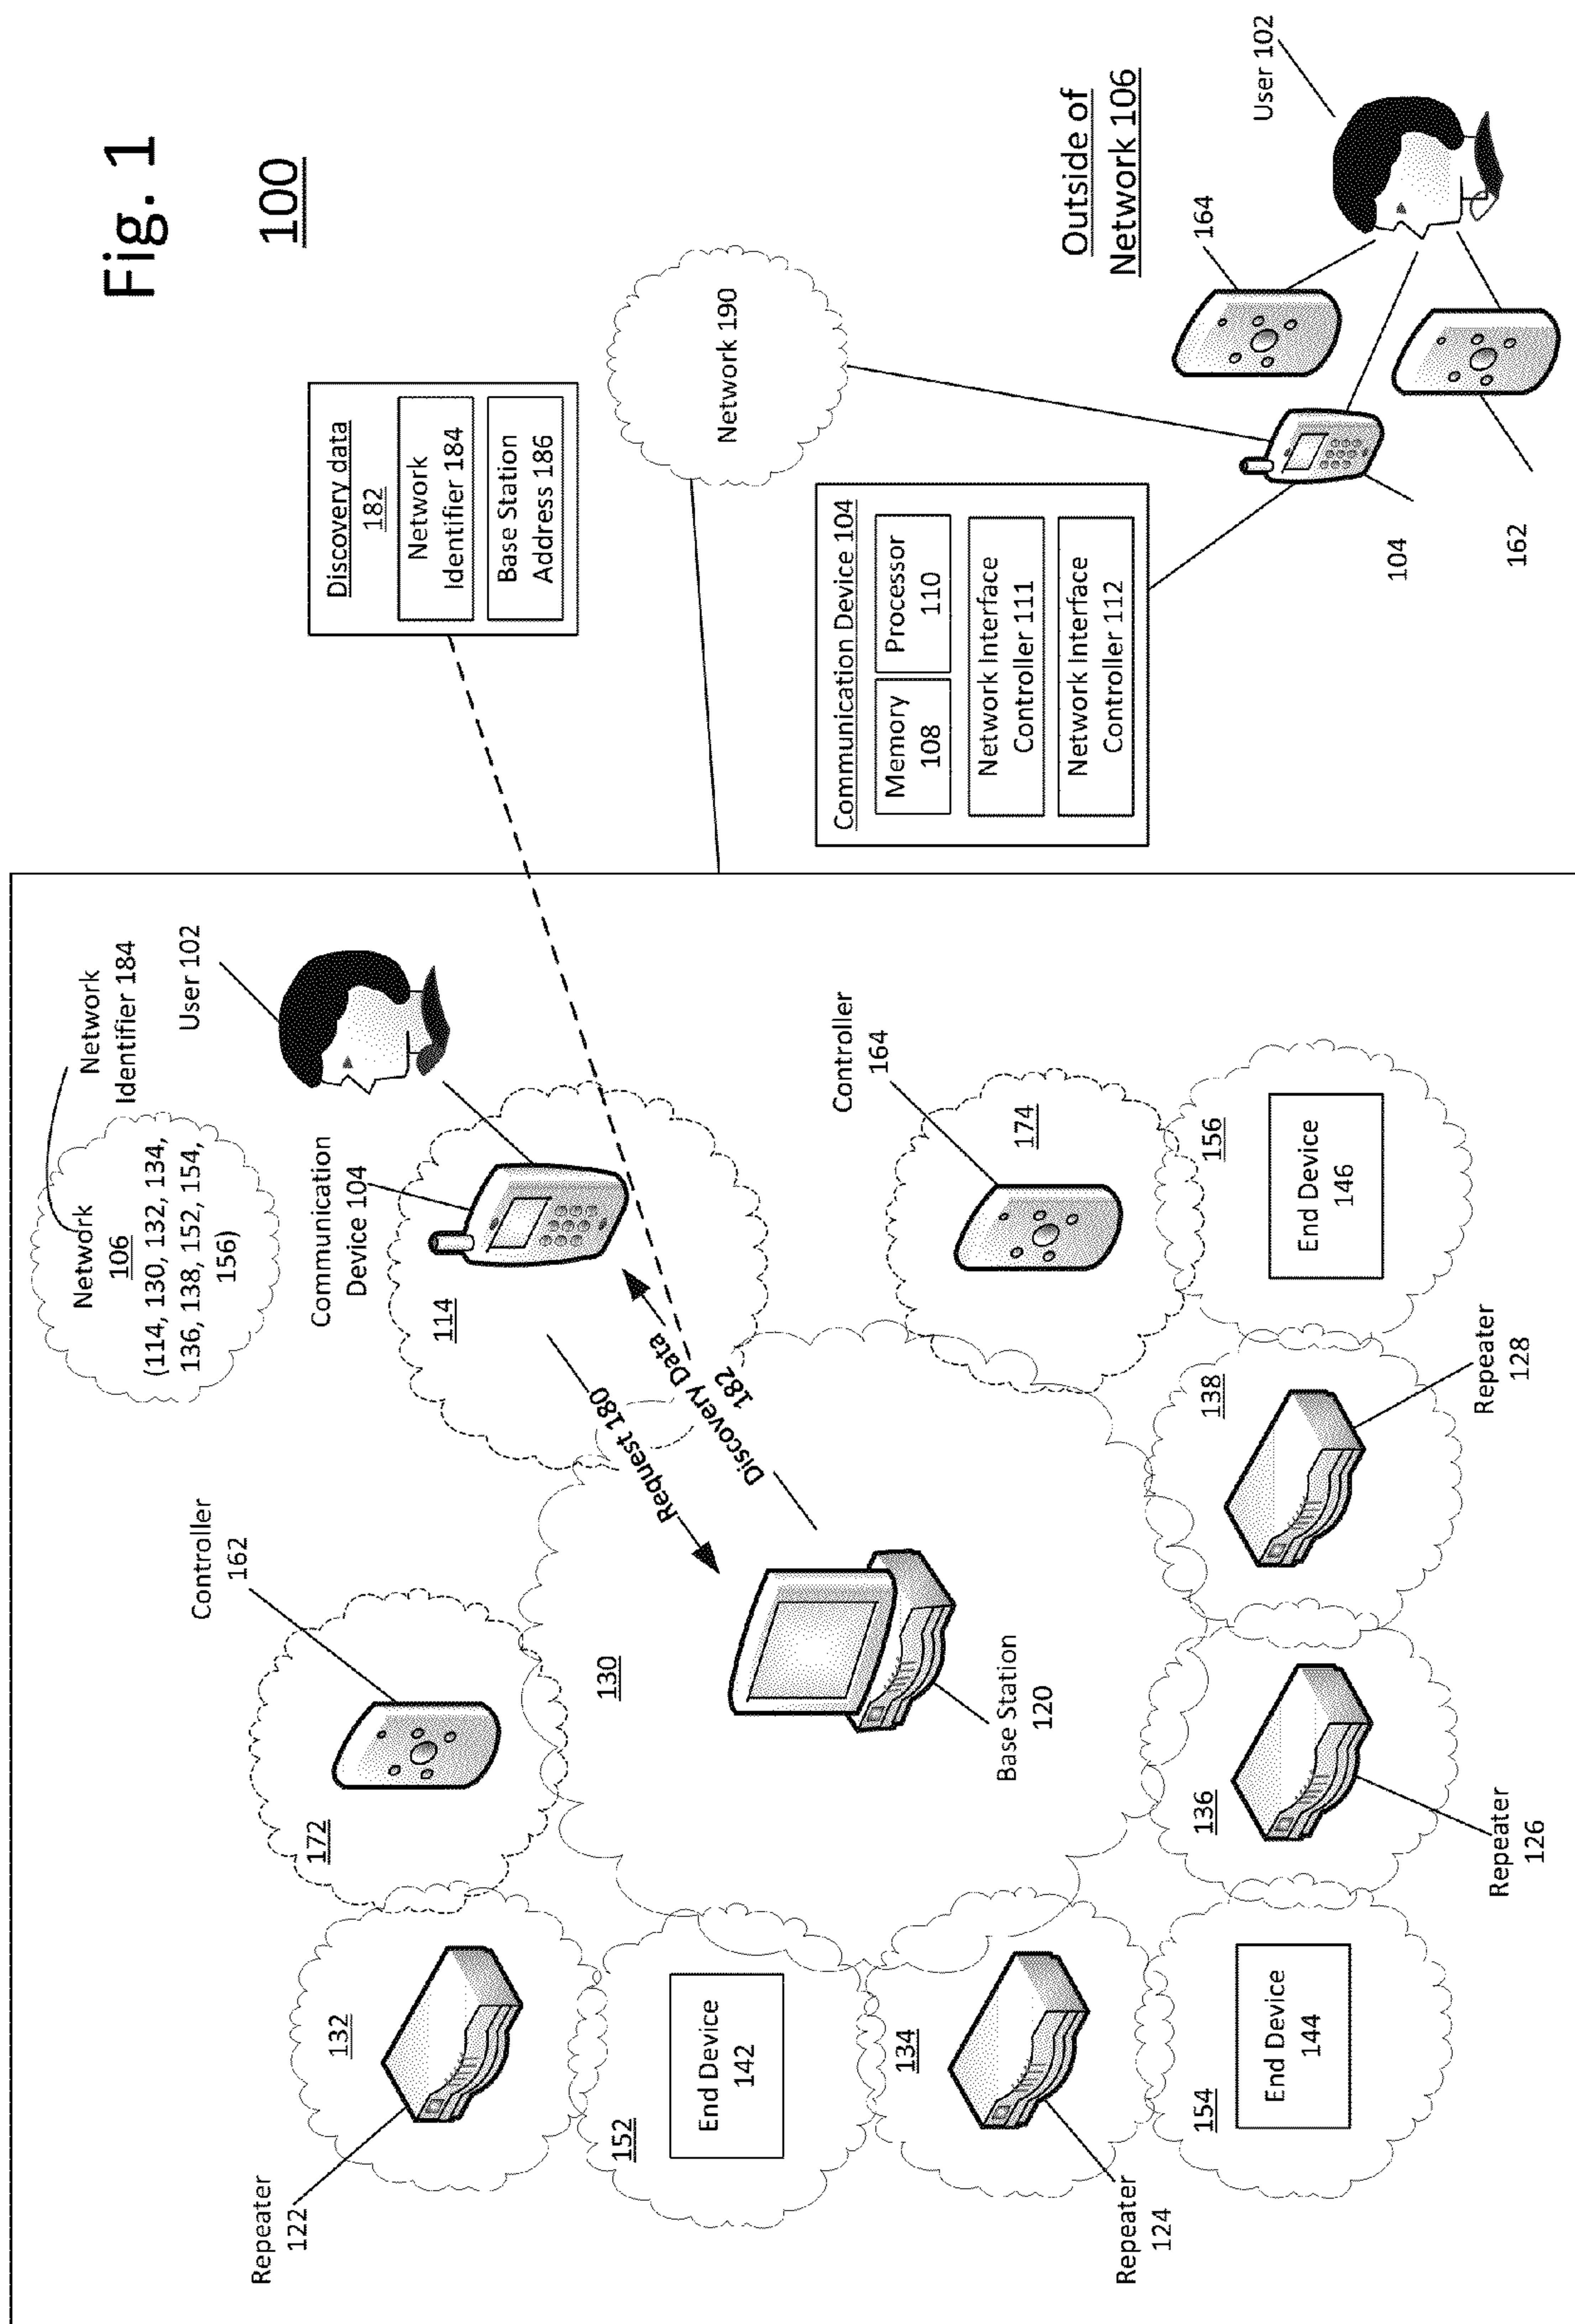 Fig. 1
100
Network
106
(114, 130, 132, 134,
136, 138, 152, 154,
156)
Network
Identifier 184
User 102
Communication
Device 104
114
Request 180
Discovery Data
182
Controller
162
172
Repeater
122
132
130
Base Station
120
152
End Device
142
Repeater
124
134
154
End Device
144
136
Repeater
126
138
Repeater
128
Controller
164
174
156
End Device
146
Discovery data
182
Network
Identifier 184
Base Station
Address 186
Network 190
Communication Device 104
Memory
108
Processor
110
Network Interface
Controller 111
Network Interface
Controller 112
Outside of
Network 106
164
User 102
104
162